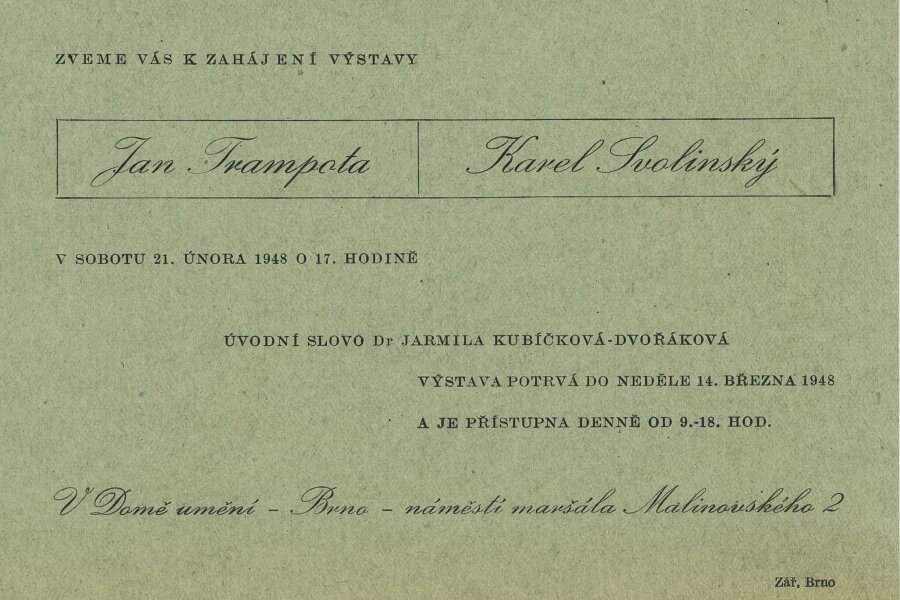 ZVEME VÁS K ZAHÁJENÍ VÝSTAVY
Jan Trampota Karel Svolinský
V SOBOTU 21. ÚNORA 1948 O 17. HODINĚ
ÚVODNÍ SLOVO Dr JARMILA KUBÍČKOVÁ-DVOŘÁKOVÁ
VÝSTAVA POTRVÁ DO NEDĚLE 14. BŘEZNA 1948
A JE PŘÍSTUPNA DENNĚ OD 9.-18. HOD.
V Domě umění – Brno – náměstí maršála Malinovského 2
Zář, Brno